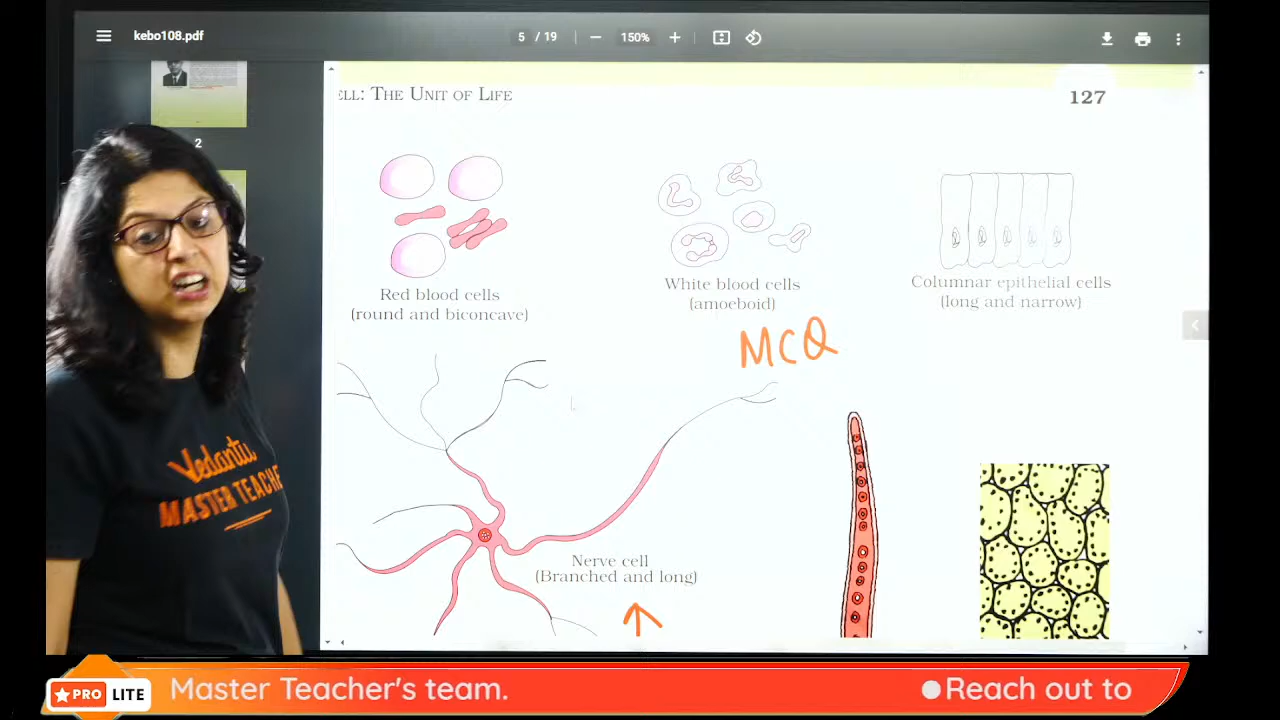 kebo108.pdf
5 / 19
150%
ELL: THE UNIT OF LIFE
127
2
Red blood cells
(round and biconcave)
White blood cells
(amoeboid)
Columnar epithelial cells
(long and narrow)
MCQ
Nerve cell
(Branched and long)
Vedantu
MASTER TEACHE
PRO LITE
Master Teacher's team.
Reach out to